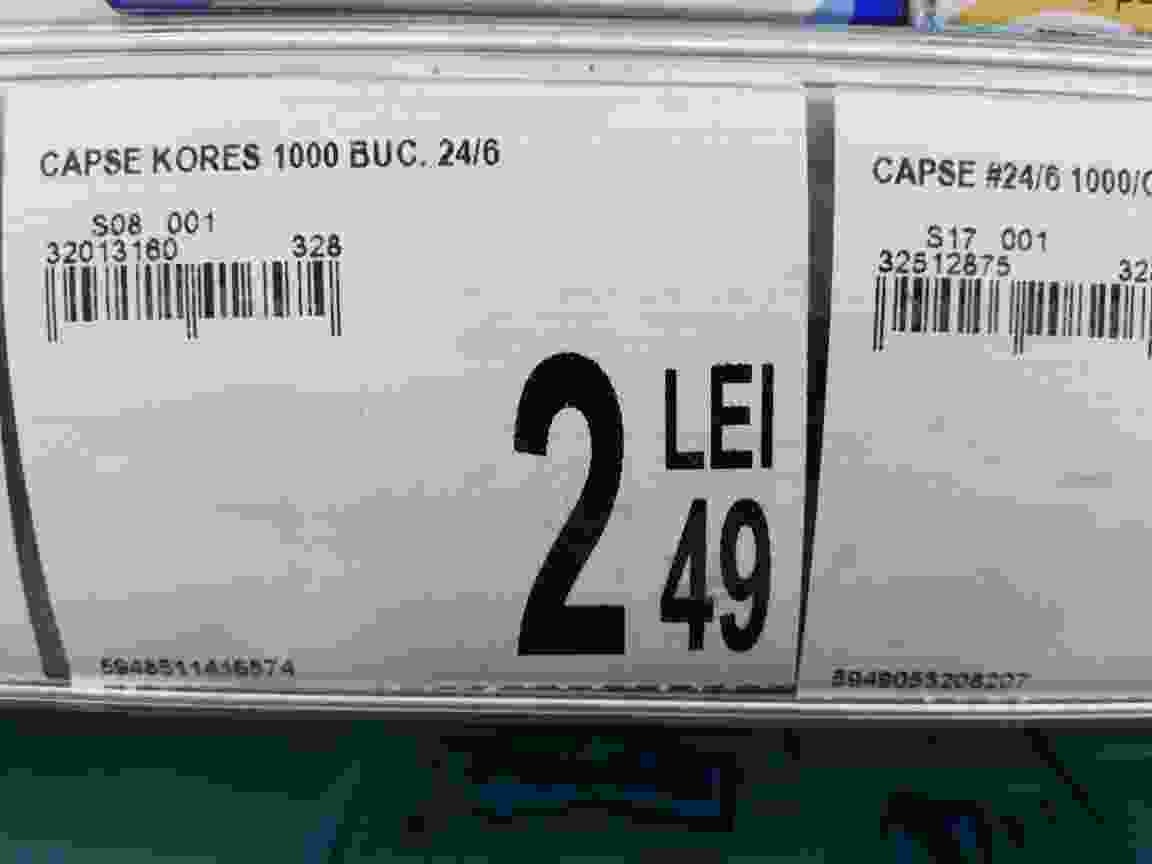 CAPSE KORES 1000 BUC. 24/6
S08 001
32013160 328
2 LEI
49
CAPSE #24/6 1000/
S17 001
32512875 32